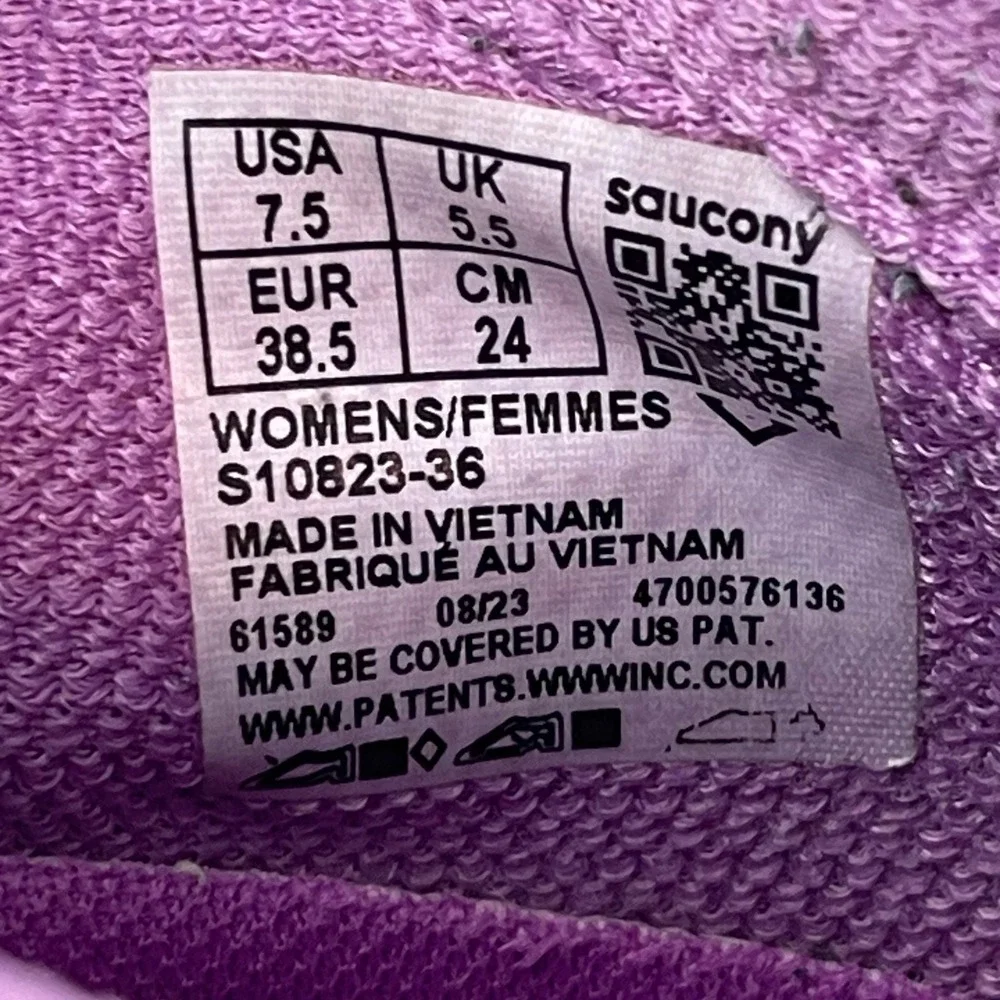 USA UK
7.5 5.5
EUR CM
38.5 24
saucony
WOMENS/FEMMES
S10823-36
MADE IN VIETNAM
FABRIQUÉ AU VIETNAM
61589 08/23 4700576136
MAY BE COVERED BY US PAT.
WWW.PATENTS.WWWINC.COM